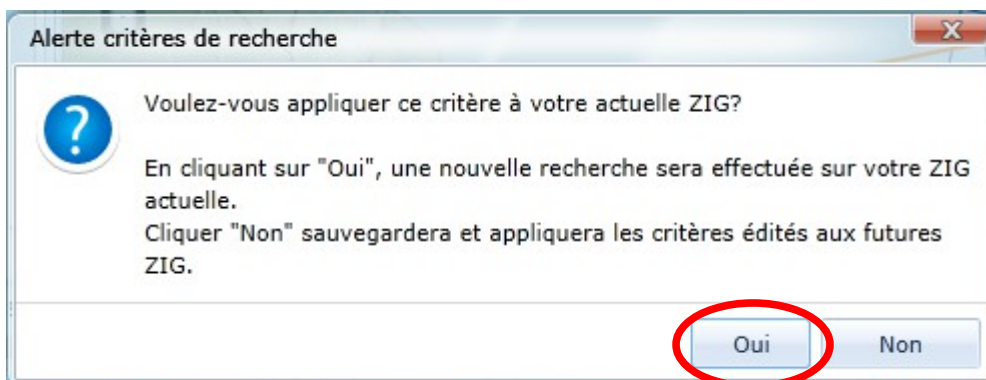 Alerte critères de recherche
Voulez-vous appliquer ce critère à votre actuelle ZIG?
En cliquant sur "Oui", une nouvelle recherche sera effectuée sur votre ZIG
actuelle.
Cliquer "Non" sauvegardera et appliquera les critères édités aux futures
ZIG.
Oui
Non